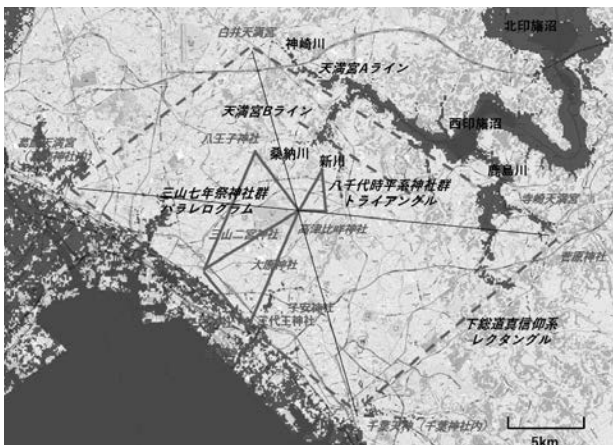 北印旛沼
白井天満宮
神崎川
天満宮Aライン
天満宮Bライン
西印旛沼
八王子神社
桑納川
新川
鹿島川
三山七年祭神社群
パラレログラム
八千代時平系神社群
トライアングル
寺崎天満宮
三山二宮神社
高津比咩神社
菅原神社
大原神社
子安神社
三代王神社
下総道真信仰系
レクタングル
千葉天神（千葉神社内）
5km